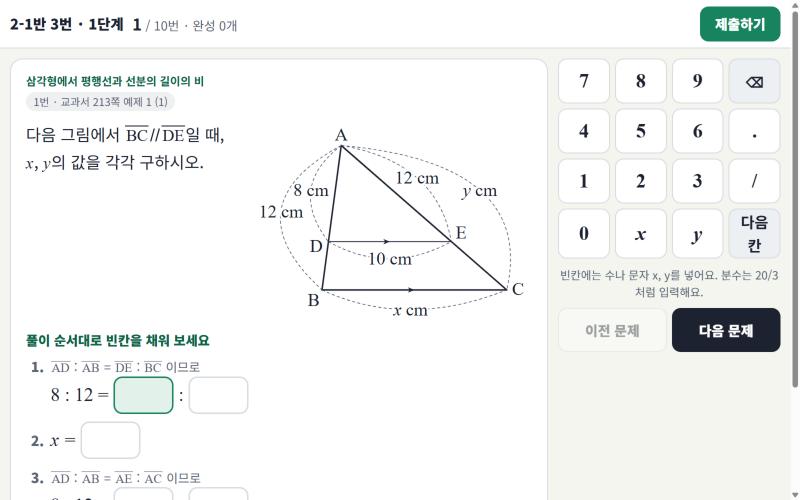 2-1반 3번 · 1단계 1 / 10번 · 완성 0개
제출하기
삼각형에서 평행선과 선분의 길이의 비
1번 · 교과서 213쪽 예제 1 (1)
다음 그림에서 BC//DE일 때,
x, y의 값을 각각 구하시오.
A
8 cm
12 cm
y cm
12 cm
D
E
10 cm
B
C
x cm
풀이 순서대로 빈칸을 채워 보세요
1. AD : AB = DE : BC 이므로
8 : 12 = :
2. x =
3. AD : AB = AE : AC 이므로
7 8 9 ⌫
4 5 6 .
1 2 3 /
0 x y 다음
칸
빈칸에는 수나 문자 x, y를 넣어요. 분수는 20/3
처럼 입력해요.
이전 문제
다음 문제